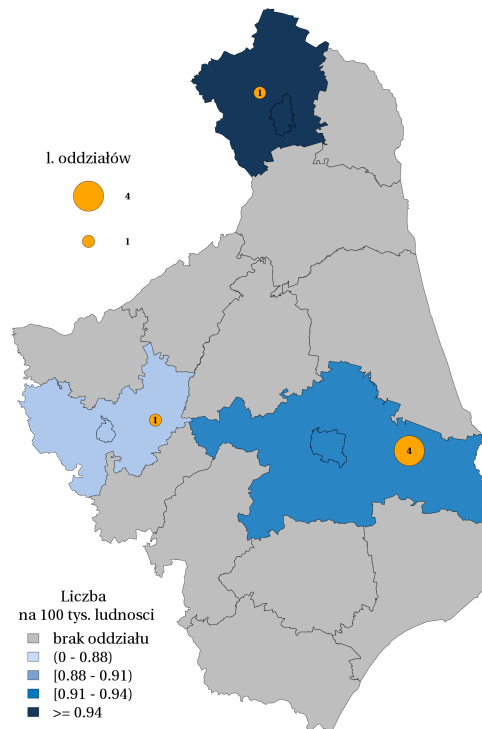 1
l. oddziałów
4
1
1
4
Liczba
na 100 tys. ludnosci
brak oddziału
(0 - 0.88)
[0.88 - 0.91)
[0.91 - 0.94)
>= 0.94